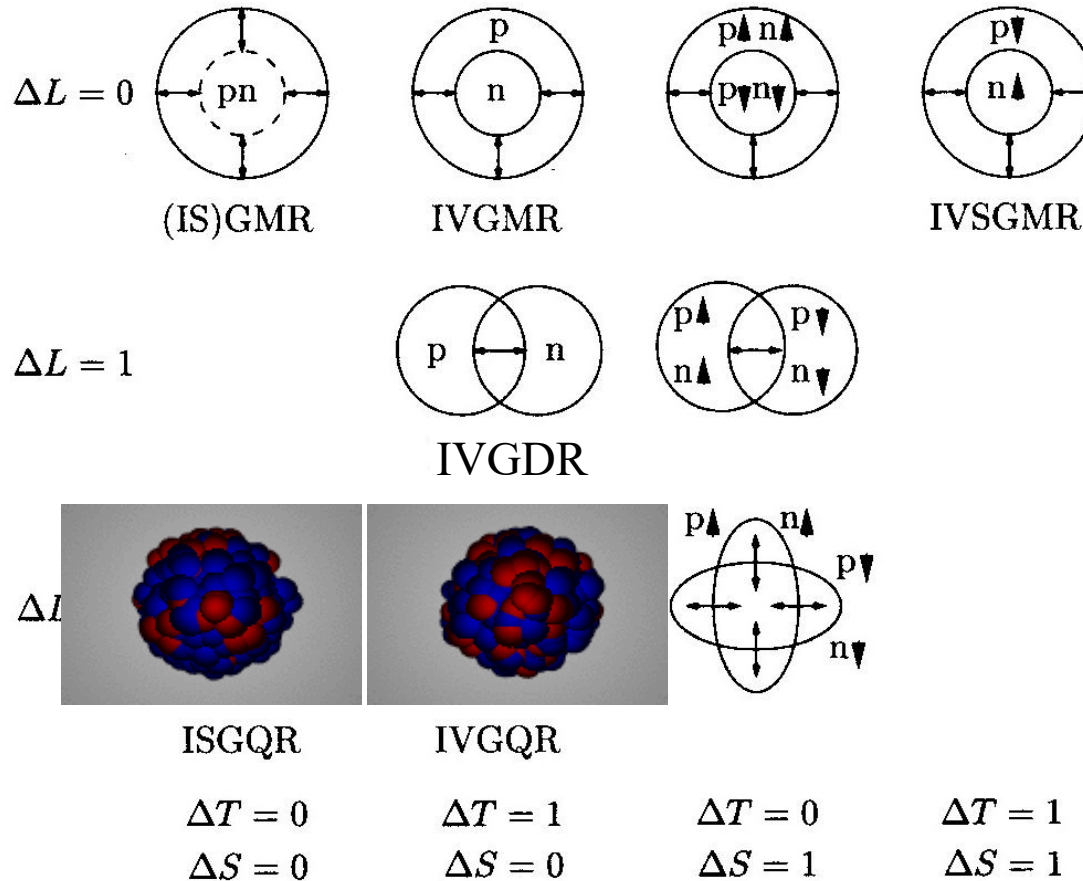 ΔL = 0
pn
p
n
p n
p n
p
n
(IS)GMR IVGMR IVSGMR
ΔL = 1
p n
p p
n n
IVGDR
ΔL
p n
p
n
ISGQR IVGQR
ΔT = 0 ΔT = 1 ΔT = 0 ΔT = 1
ΔS = 0 ΔS = 0 ΔS = 1 ΔS = 1